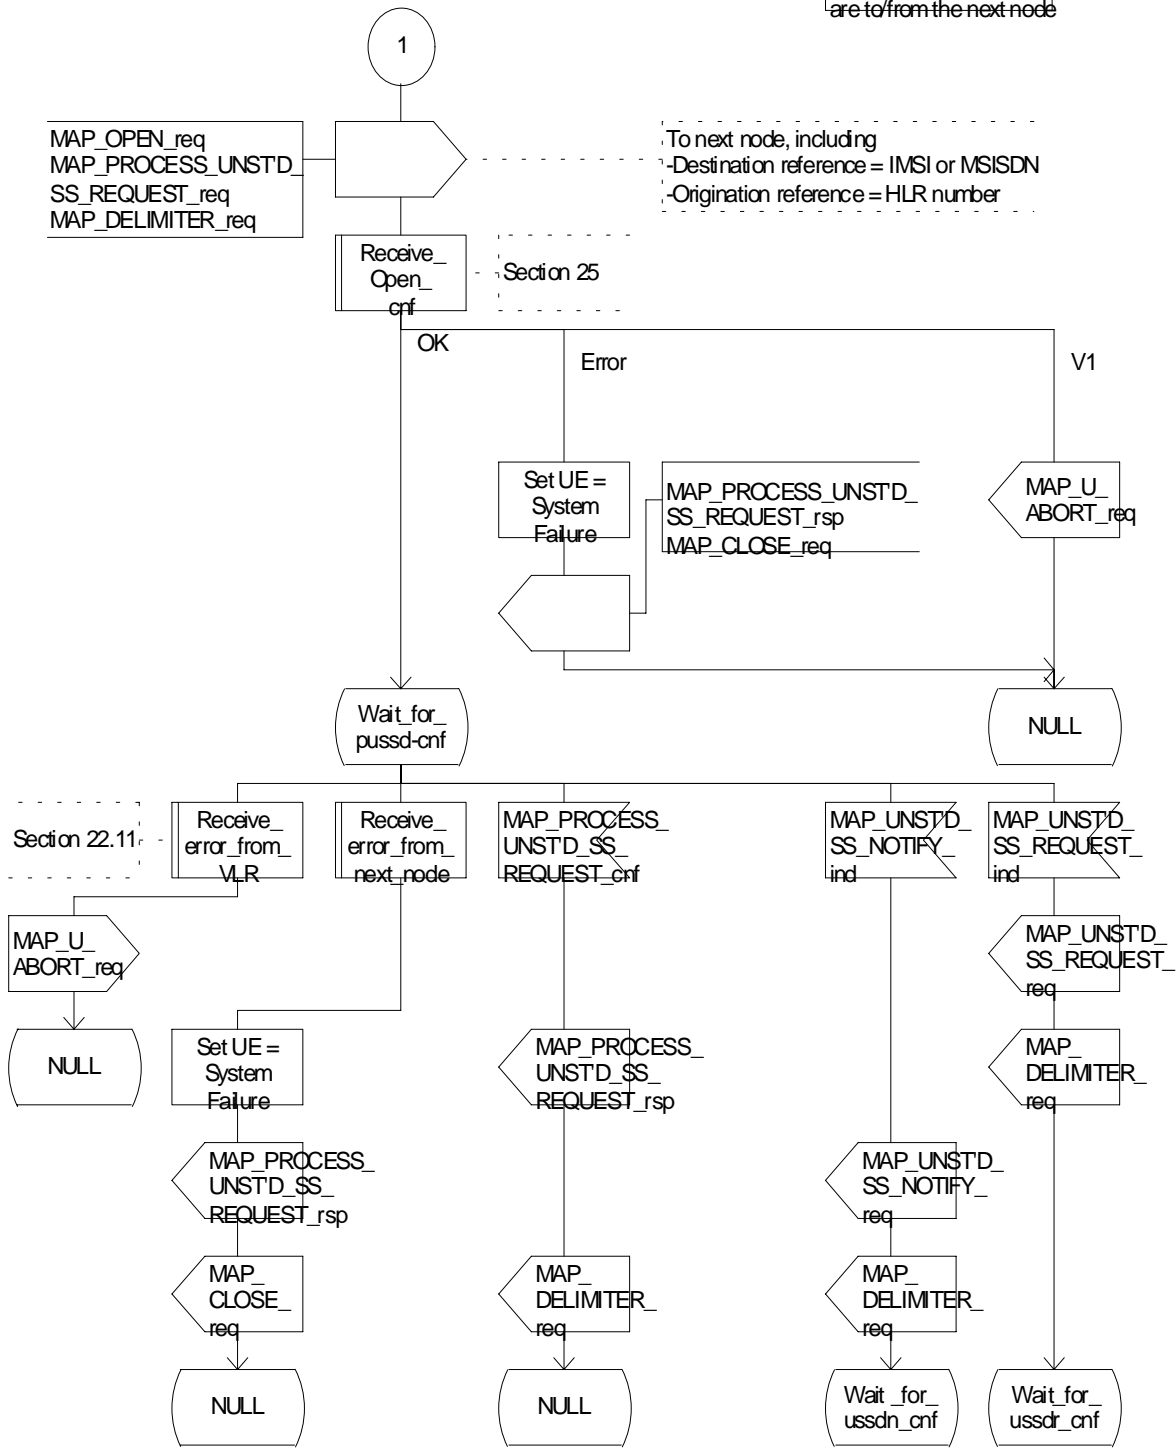 are to/from the next node
1
MAP_OPEN_req
MAP_PROCESS_UNST'D_
SS_REQUEST_req
MAP_DELIMITER_req
To next node, including
-Destination reference = IMSI or MSISDN
-Origination reference = HLR number
Receive_
Open_
cnf
Section 25
OK
Error
V1
Set UE =
System
Failure
MAP_PROCESS_UNST'D_
SS_REQUEST_rsp
MAP_CLOSE_req
MAP_U_
ABORT_req
Wait_for_
pussd-cnf
NULL
Section 22.11
Receive_
error_from_
VLR
Receive_
error_from_
next_node
MAP_PROCESS_
UNST'D_SS_
REQUEST_cnf
MAP_UNST'D_
SS_NOTIFY_
ind
MAP_UNST'D_
SS_REQUEST_
ind
MAP_U_
ABORT_req
MAP_UNST'D_
SS_REQUEST_
req
NULL
Set UE =
System
Failure
MAP_PROCESS_
UNST'D_SS_
REQUEST_rsp
MAP_
DELIMITER_
req
MAP_PROCESS_
UNST'D_SS_
REQUEST_rsp
MAP_UNST'D_
SS_NOTIFY_
req
MAP_
CLOSE_
req
MAP_
DELIMITER_
req
MAP_
DELIMITER_
req
NULL
NULL
Wait _for_
ussdn_cnf
Wait_for_
ussdr_cnf